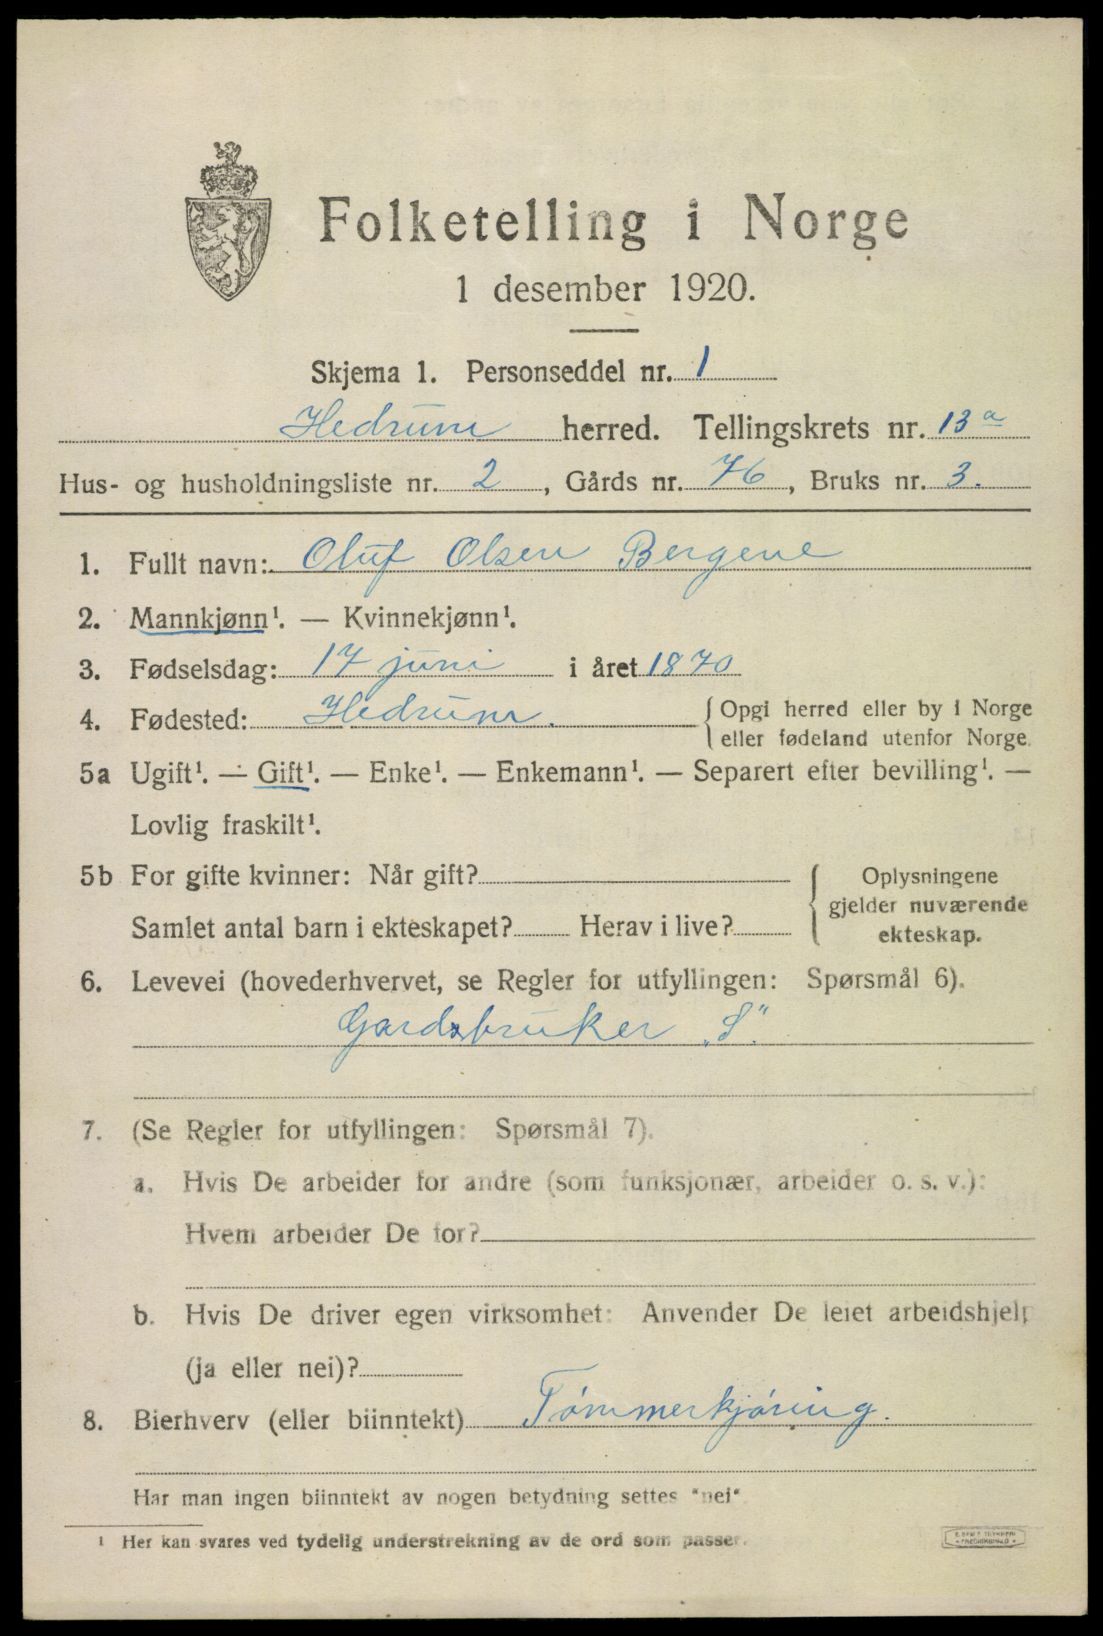 Folketelling i Norge
1 desember 1920.
Skjema 1. Personseddel nr. 1
Hedrum herred. Tellingskrets nr. 13 a
Hus- og husholdningsliste nr. 2, Gårds nr. 76, Bruks nr. 3.
1. Fullt navn: Oluf Olsen Bergene
2. Mannkjønn¹. — Kvinnekjønn¹.
3. Fødselsdag: 17 juni i året 1870
4. Fødested: Hedrum. Opgi herred eller by i Norge
eller fødeland utenfor Norge.
5a Ugift¹. — Gift¹. — Enke¹. — Enkemann¹. — Separert efter bevilling¹. —
Lovlig fraskilt¹.
5b For gifte kvinner: Når gift? Oplysningene
gjelder nuværende
Samlet antal barn i ekteskapet? Herav i live? ekteskap.
6. Levevei (hovederhvervet, se Regler for utfyllingen: Spørsmål 6).
Gardsbruker „S“.
7. (Se Regler for utfyllingen: Spørsmål 7).
a. Hvis De arbeider for andre (som funksjonær, arbeider o. s. v.):
Hvem arbeider De for?
b. Hvis De driver egen virksomhet: Anvender De leiet arbeidshjelp
(ja eller nei)?
8. Bierhverv (eller biinntekt) Tømmerkjøring.
Har man ingen biinntekt av nogen betydning settes "nei"
¹ Her kan svares ved tydelig understrekning av de ord som passer.